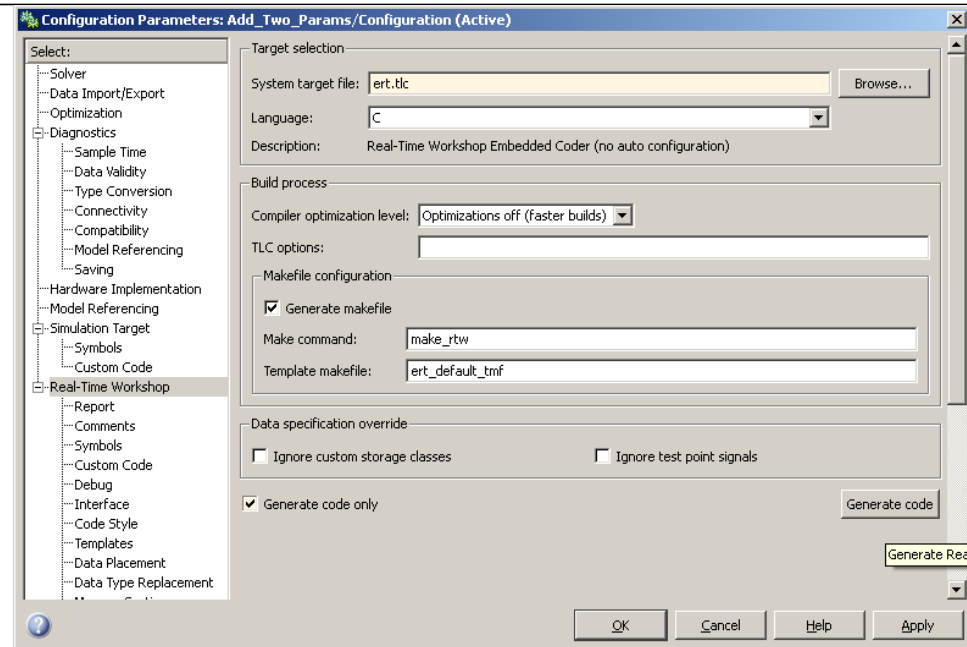 Configuration Parameters: Add_Two_Params/Configuration (Active)
Select:
Solver
Data Import/Export
Optimization
Diagnostics
Sample Time
Data Validity
Type Conversion
Connectivity
Compatibility
Model Referencing
Saving
Hardware Implementation
Model Referencing
Simulation Target
Symbols
Custom Code
Real-Time Workshop
Report
Comments
Symbols
Custom Code
Debug
Interface
Code Style
Templates
Data Placement
Data Type Replacement
Target selection
System target file: ert.tlc Browse...
Language: C
Description: Real-Time Workshop Embedded Coder (no auto configuration)
Build process
Compiler optimization level: Optimizations off (faster builds)
TLC options:
Makefile configuration
Generate makefile
Make command: make_rtw
Template makefile: ert_default_tmf
Data specification override
Ignore custom storage classes Ignore test point signals
Generate code only Generate code
Generate Rea
OK Cancel Help Apply